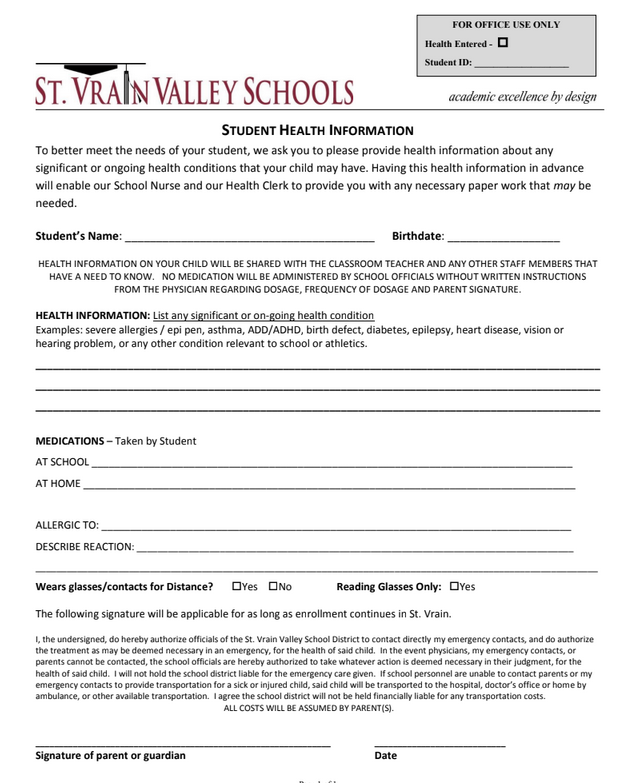 FOR OFFICE USE ONLY
Health Entered - ☐
Student ID: ____________________
ST. VRAIN VALLEY SCHOOLS
academic excellence by design
STUDENT HEALTH INFORMATION
To better meet the needs of your student, we ask you to please provide health information about any
significant or ongoing health conditions that your child may have. Having this health information in advance
will enable our School Nurse and our Health Clerk to provide you with any necessary paper work that may be
needed.
Student's Name: ________________________________________ Birthdate: __________________
HEALTH INFORMATION ON YOUR CHILD WILL BE SHARED WITH THE CLASSROOM TEACHER AND ANY OTHER STAFF MEMBERS THAT
HAVE A NEED TO KNOW. NO MEDICATION WILL BE ADMINISTERED BY SCHOOL OFFICIALS WITHOUT WRITTEN INSTRUCTIONS
FROM THE PHYSICIAN REGARDING DOSAGE, FREQUENCY OF DOSAGE AND PARENT SIGNATURE.
HEALTH INFORMATION: List any significant or on-going health condition
Examples: severe allergies / epi pen, asthma, ADD/ADHD, birth defect, diabetes, epilepsy, heart disease, vision or
hearing problem, or any other condition relevant to school or athletics.
MEDICATIONS – Taken by Student
AT SCHOOL ________________________________________
AT HOME ________________________________________
ALLERGIC TO: ________________________________________
DESCRIBE REACTION: ________________________________________
Wears glasses/contacts for Distance? ☐Yes ☐No Reading Glasses Only: ☐Yes
The following signature will be applicable for as long as enrollment continues in St. Vrain.
I, the undersigned, do hereby authorize officials of the St. Vrain Valley School District to contact directly my emergency contacts, and do authorize
the treatment as may be deemed necessary in an emergency, for the health of said child. In the event physicians, my emergency contacts, or
parents cannot be contacted, the school officials are hereby authorized to take whatever action is deemed necessary in their judgment, for the
health of said child. I will not hold the school district liable for the emergency care given. If school personnel are unable to contact parents or my
emergency contacts to provide transportation for a sick or injured child, said child will be transported to the hospital, doctor's office or home by
ambulance, or other available transportation. I agree the school district will not be held financially liable for any transporting costs.
ALL COSTS WILL BE ASSUMED BY PARENT(S).
Signature of parent or guardian Date